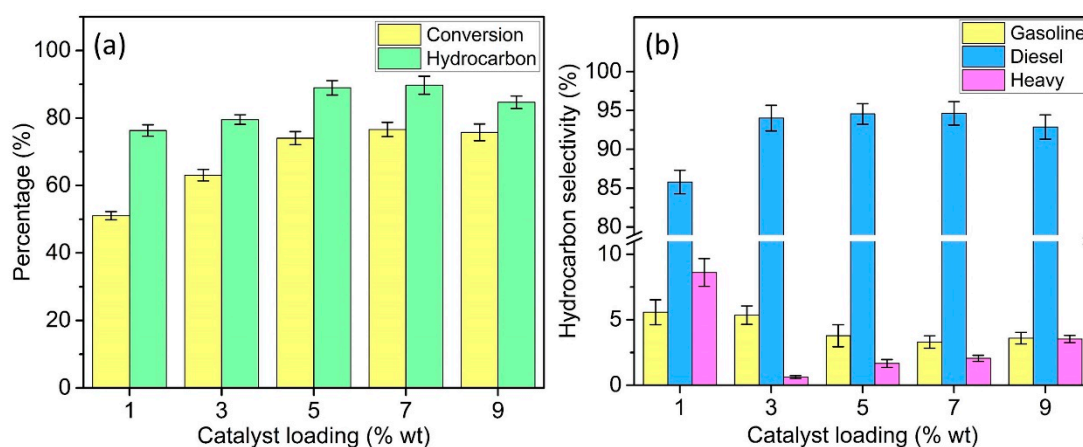 (a)
Conversion
Hydrocarbon
Percentage (%)
100
80
60
40
20
0
1 3 5 7 9
Catalyst loading (% wt)
(b)
Gasoline
Diesel
Heavy
Hydrocarbon selectivity (%)
100
95
90
85
80
10
5
0
1 3 5 7 9
Catalyst loading (% wt)